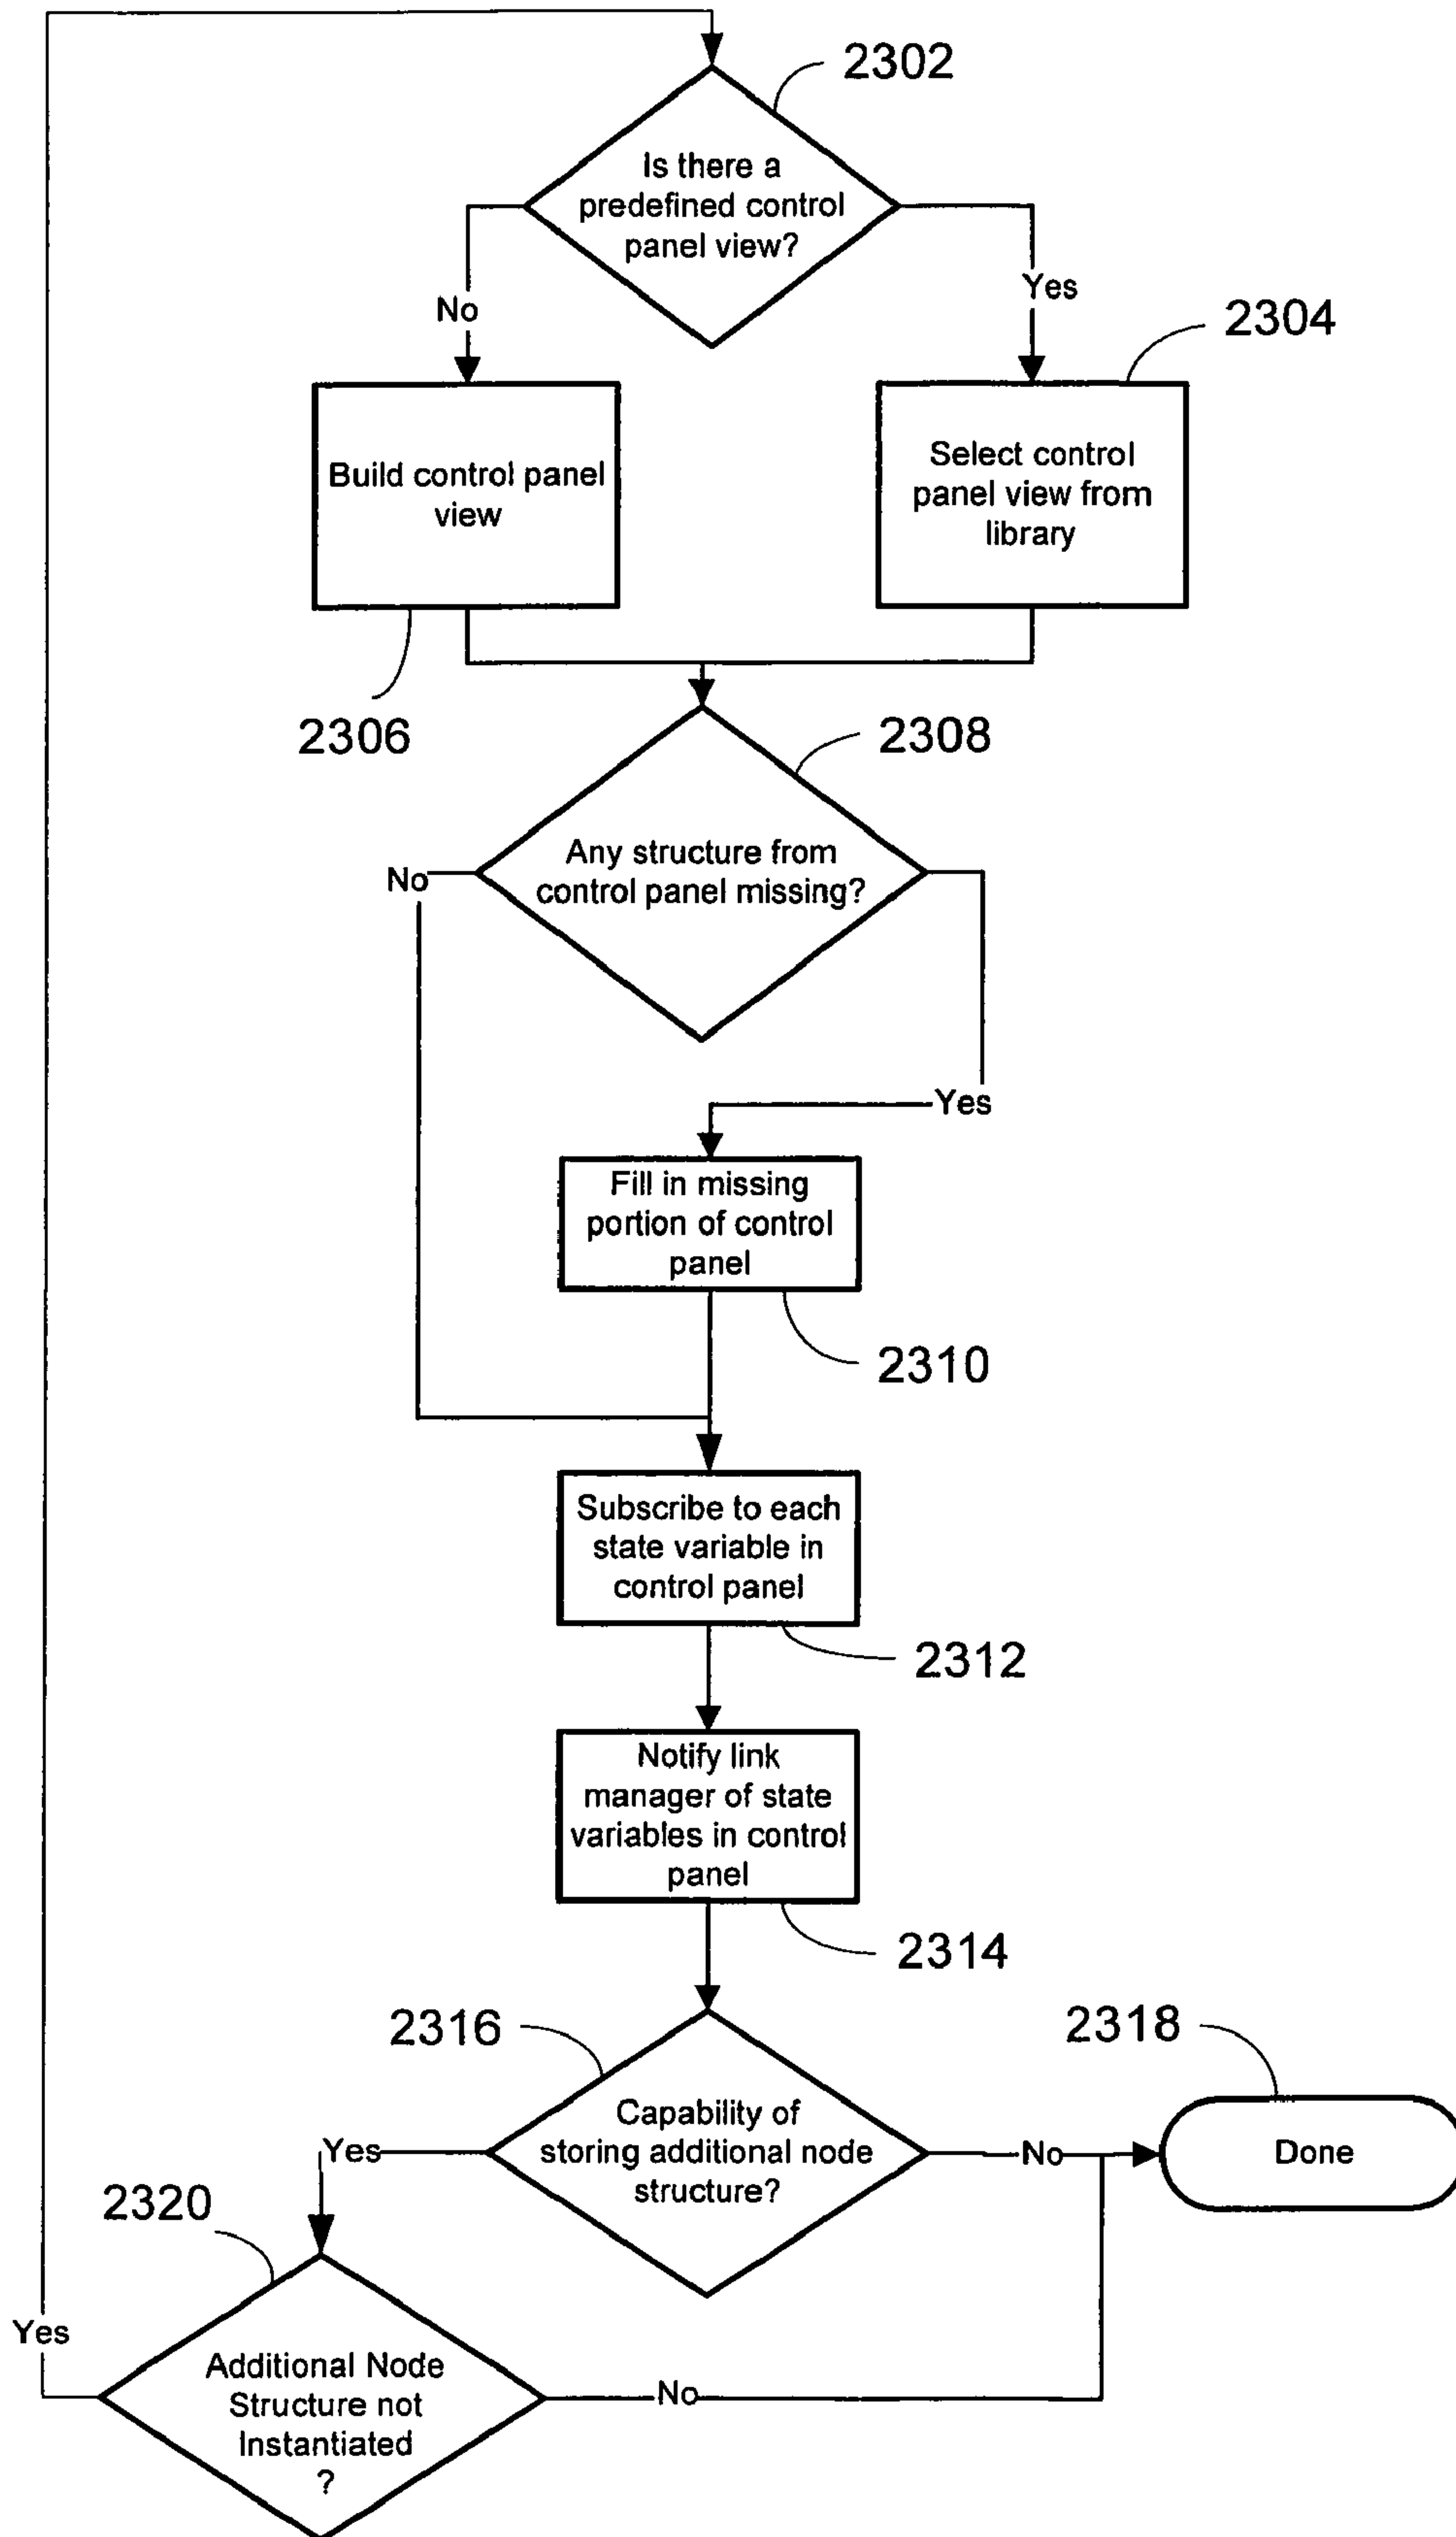 2302
Is there a
predefined control
panel view?
No
Yes
2304
Build control panel
view
Select control
panel view from
library
2306
2308
Any structure from
control panel missing?
No
Yes
Fill in missing
portion of control
panel
2310
Subscribe to each
state variable in
control panel
2312
Notify link
manager of state
variables in control
panel
2314
2316
2318
Capability of
storing additional node
structure?
Yes
No
Done
2320
Yes
Additional Node
Structure not
Instantiated
?
No